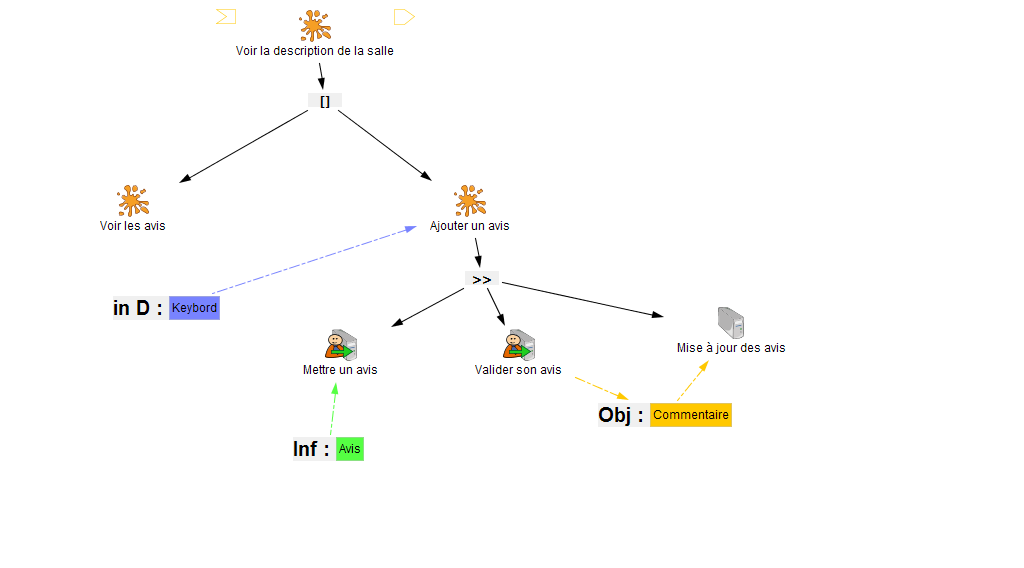 Voir la description de la salle
[]
Voir les avis
Ajouter un avis
>>
in D : Keybord
Mettre un avis
Valider son avis
Mise à jour des avis
Obj : Commentaire
Inf : Avis